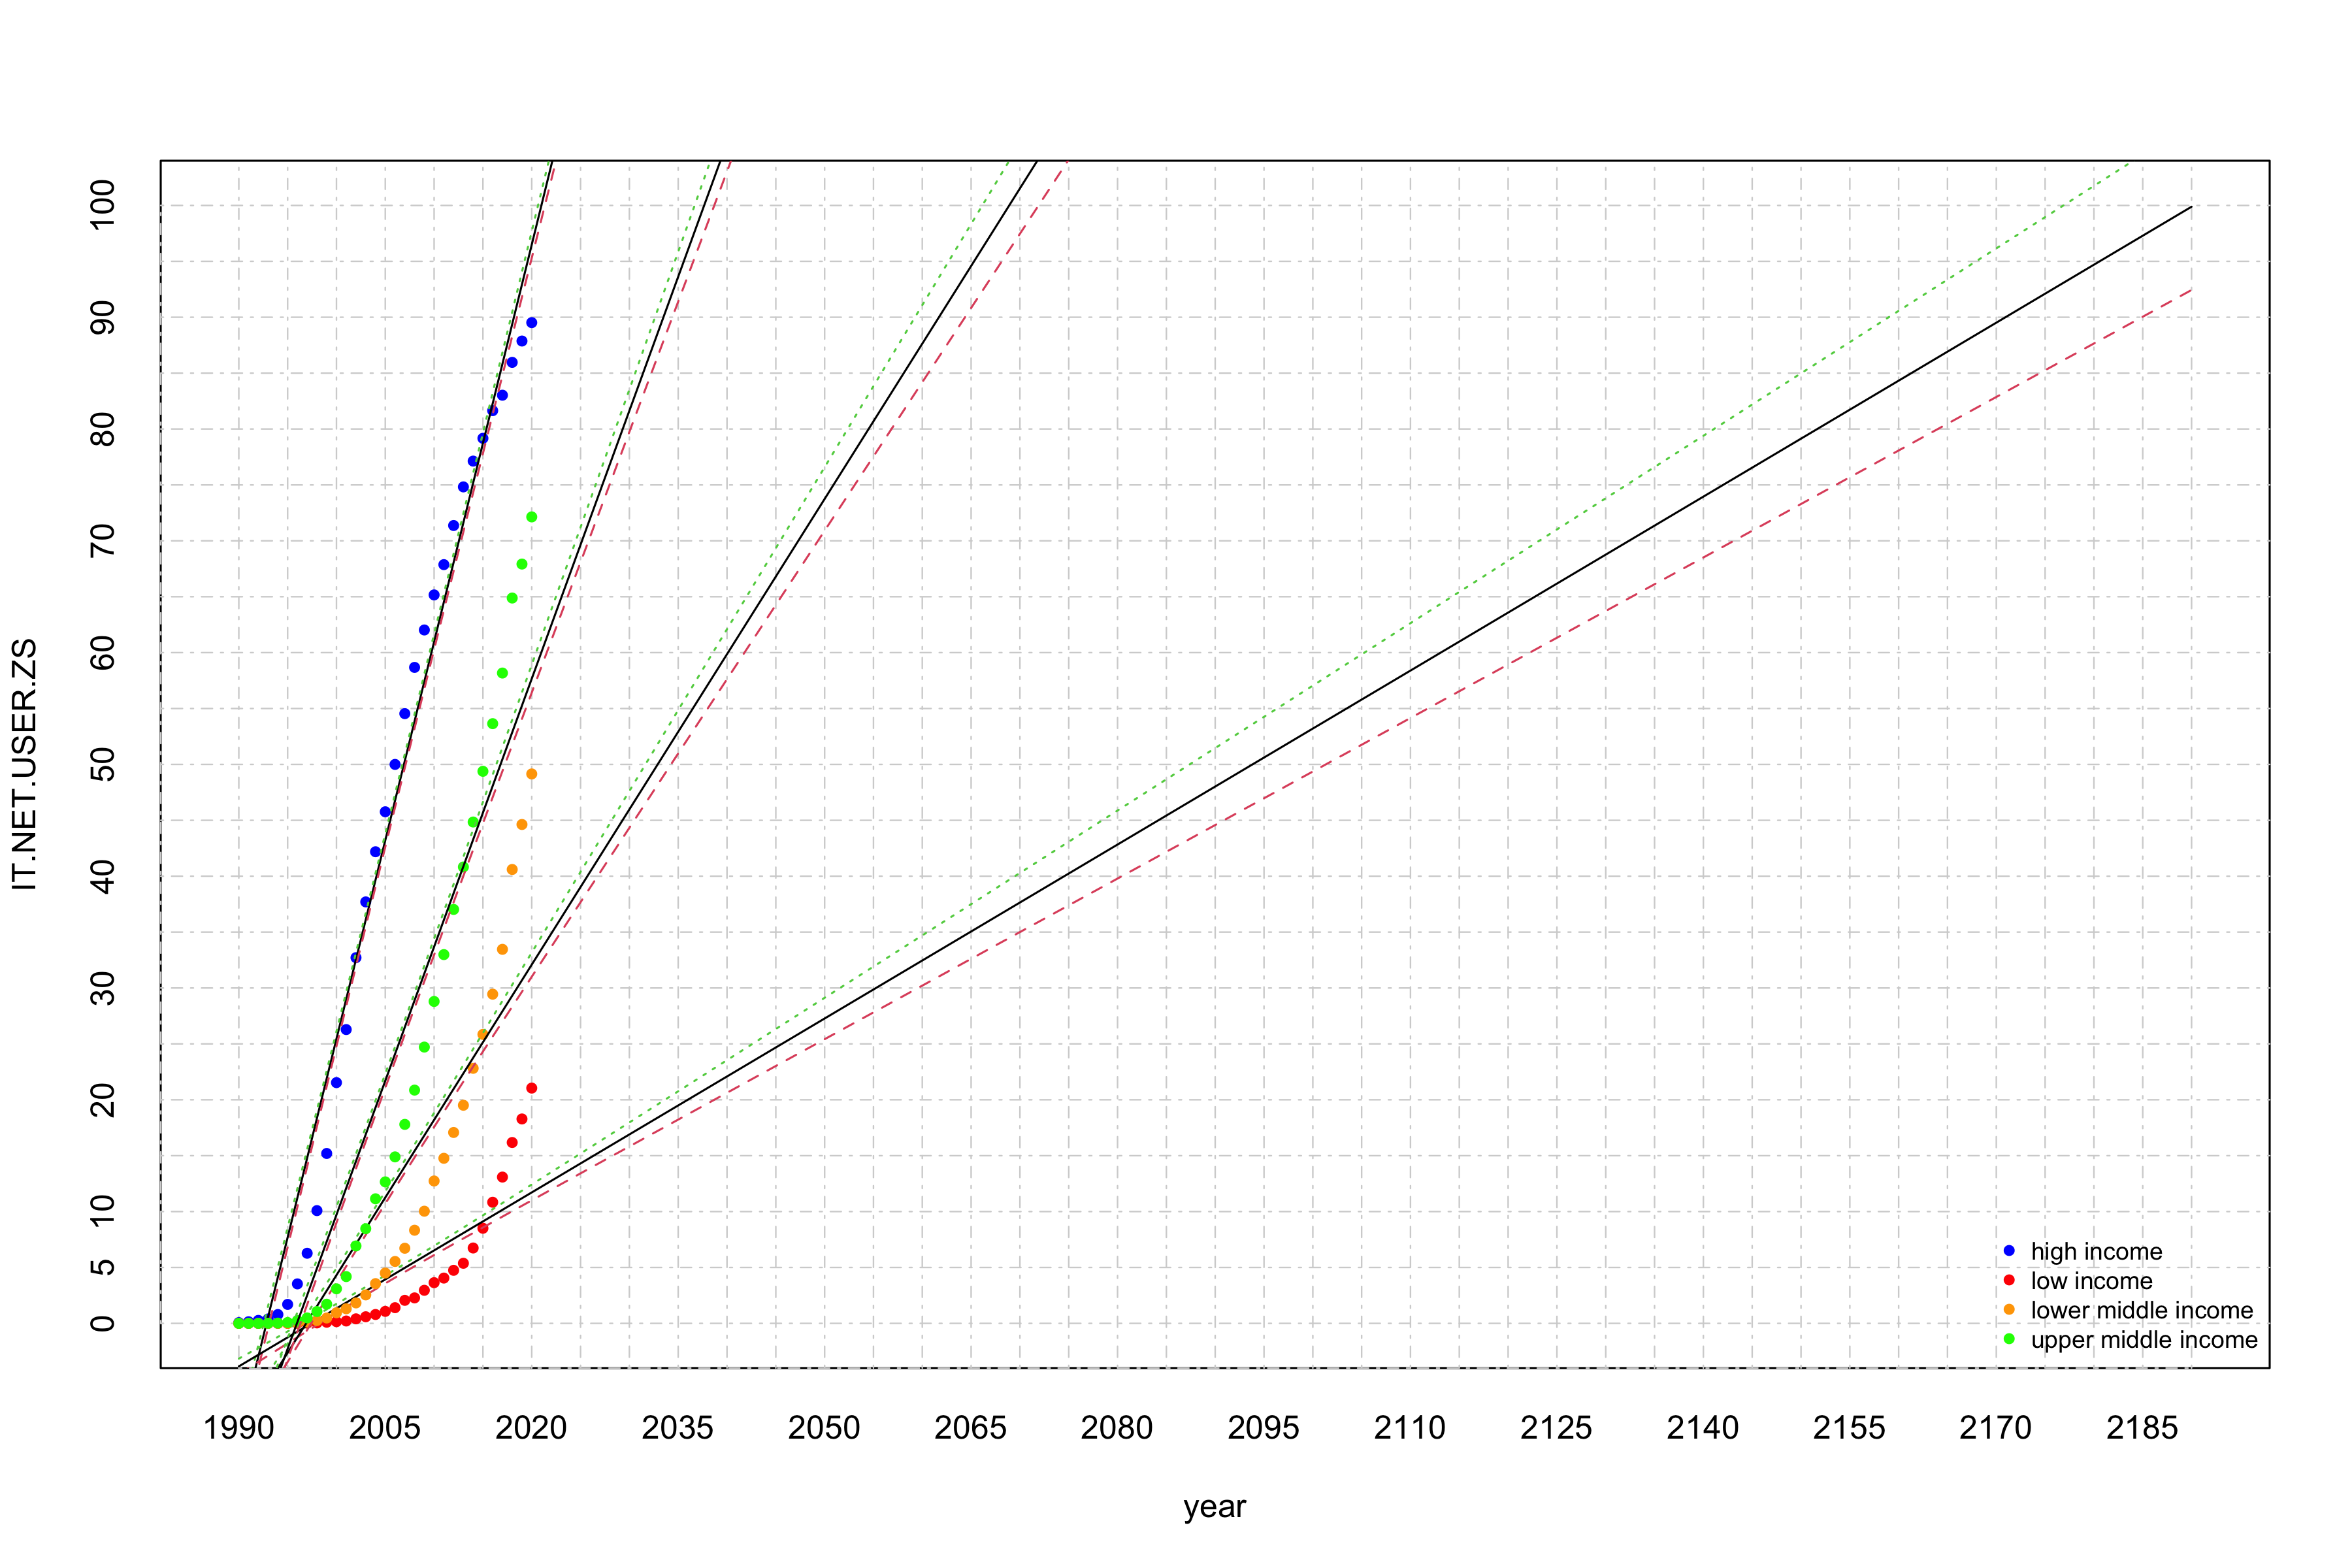 IT.NET.USER.ZS
100
90
80
70
60
50
40
30
20
10
5
0
high income
low income
lower middle income
upper middle income
1990 2005 2020 2035 2050 2065 2080 2095 2110 2125 2140 2155 2170 2185
year